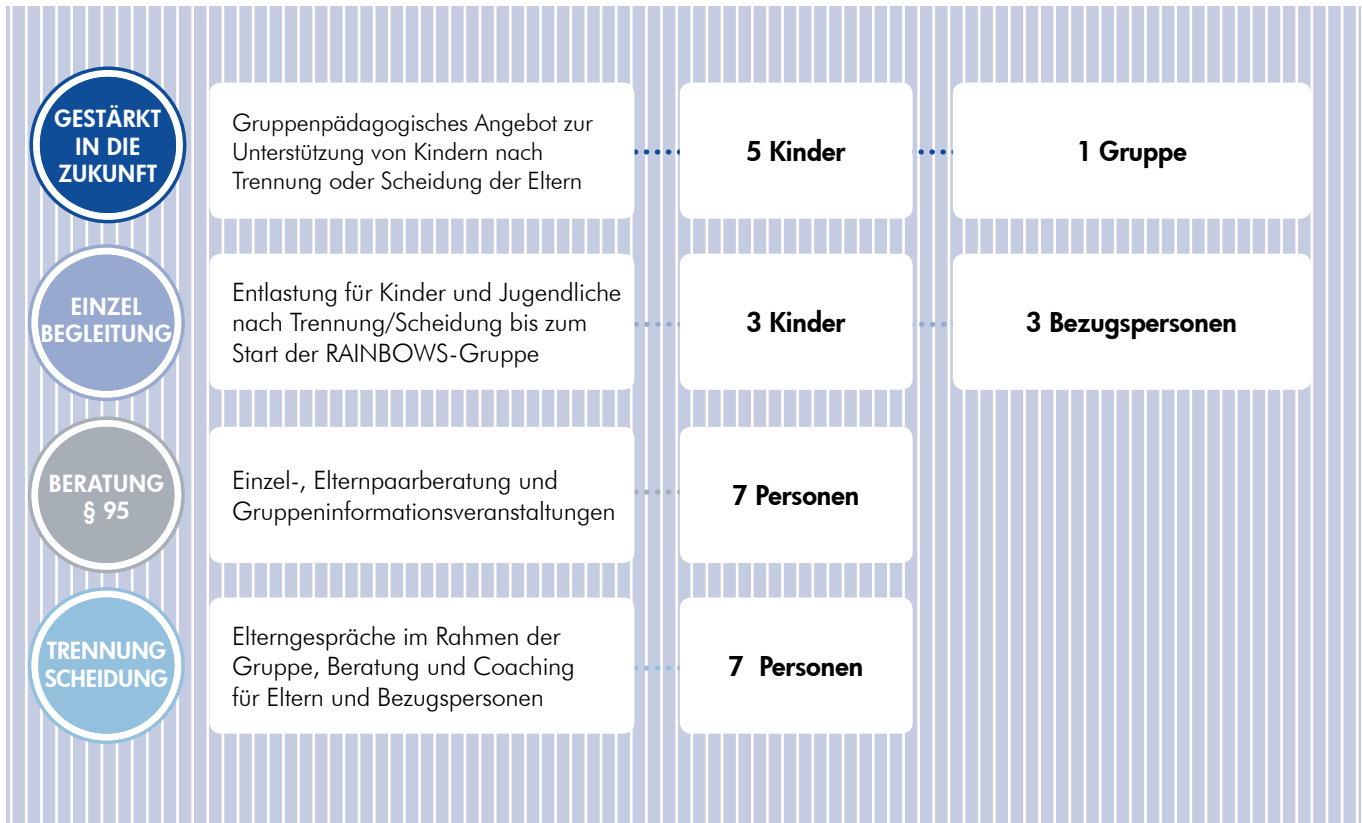 GESTÄRKT
IN DIE
ZUKUNFT
Gruppenpädagogisches Angebot zur
Unterstützung von Kindern nach
Trennung oder Scheidung der Eltern
5 Kinder
1 Gruppe
EINZEL
BEGLEITUNG
Entlastung für Kinder und Jugendliche
nach Trennung/Scheidung bis zum
Start der RAINBOWS-Gruppe
3 Kinder
3 Bezugspersonen
BERATUNG
§ 95
Einzel-, Elternpaarberatung und
Gruppeninformationsveranstaltungen
7 Personen
TRENNUNG
SCHEIDUNG
Elterngespräche im Rahmen der
Gruppe, Beratung und Coaching
für Eltern und Bezugspersonen
7 Personen